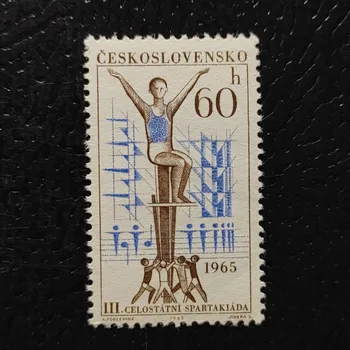 ČESKOSLOVENSKO
h
60
1965
III. CELOSTÁTNÍ SPARTAKIÁDA